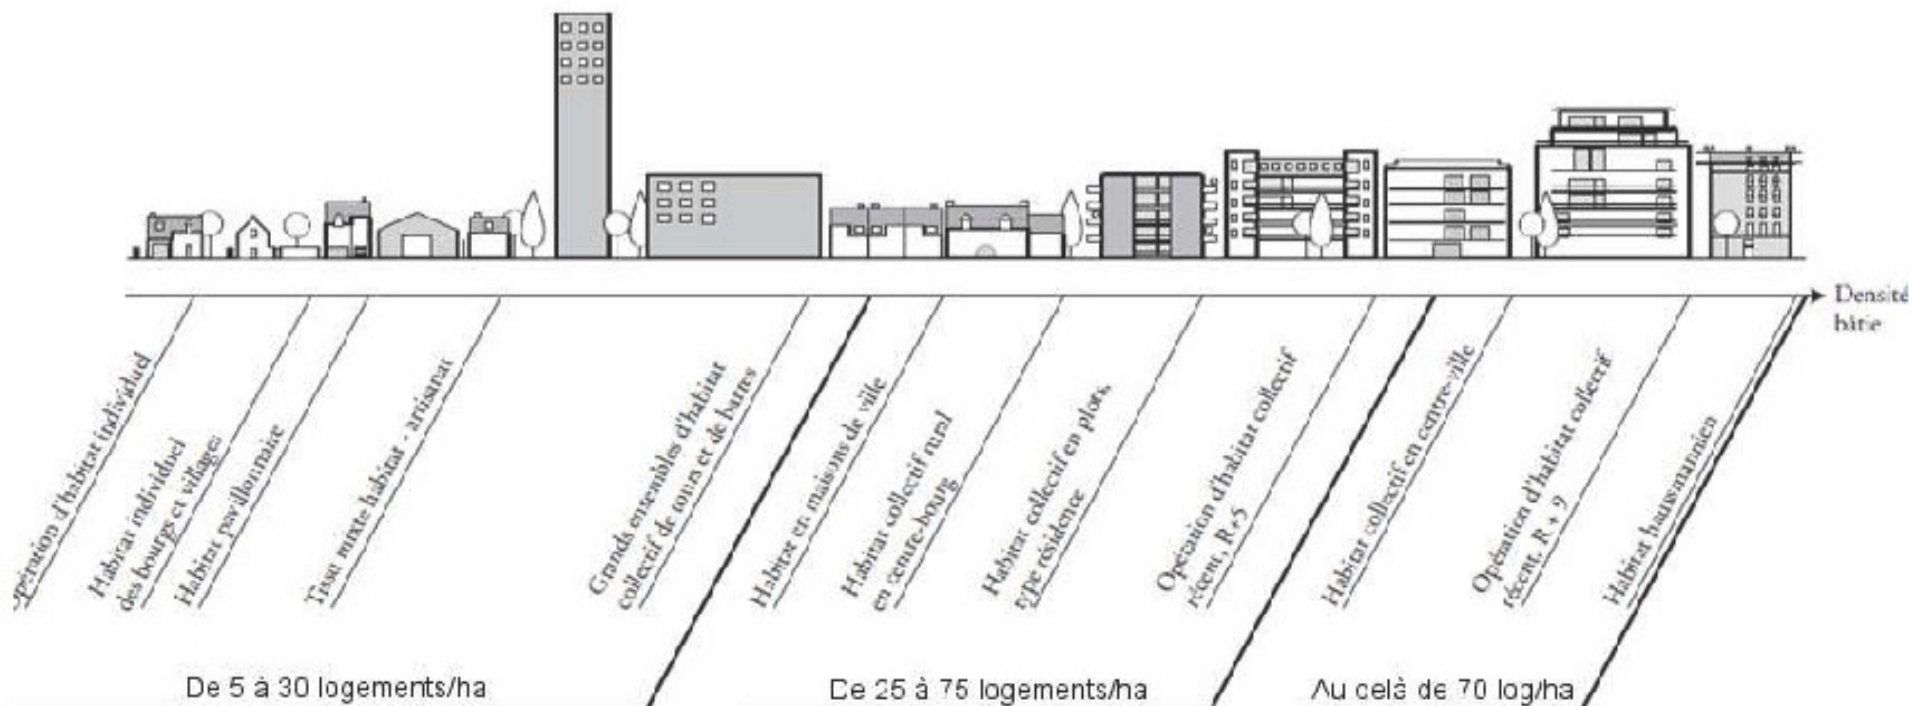 Densité
bâtie
d'habitat individuel
Habitat individuel
des bourgs et villages
Habitat pavillonnaire
Tissu mixte habitat - artisanat
Grands ensembles d'habitat
collectif de tours et de barres
Habitat en maisons de ville
Habitat collectif rural
en centre-bourg
Habitat collectif en plots,
type résidence
Opération d'habitat collectif
récent, R+5
Habitat collectif en centre-ville
Opération d'habitat collectif
récent, R + 9
Habitat haussmannien
De 5 à 30 logements/ha
De 25 à 75 logements/ha
Au celà de 70 log/ha